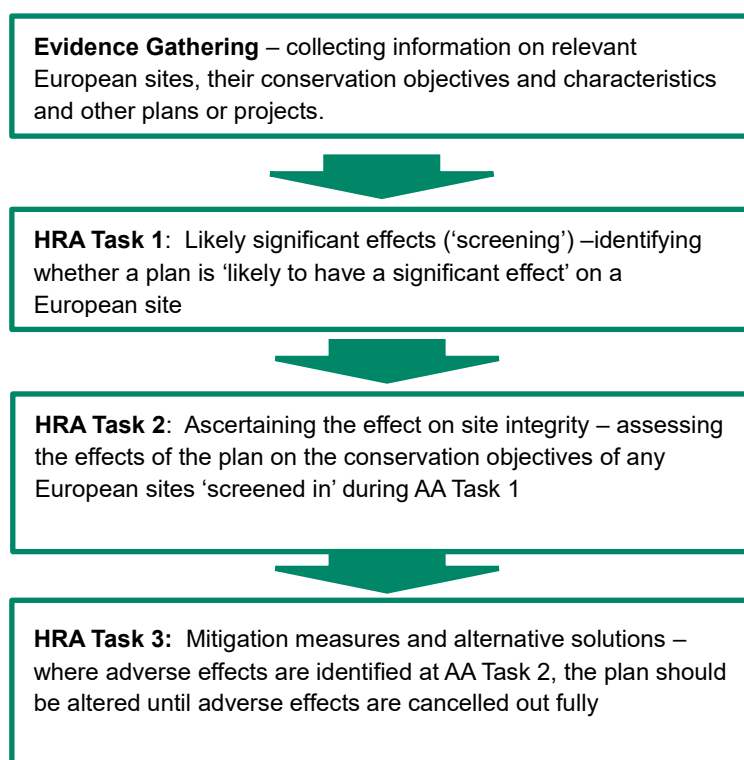 Evidence Gathering – collecting information on relevant
European sites, their conservation objectives and characteristics
and other plans or projects.
HRA Task 1:  Likely significant effects (‘screening’) –identifying
whether a plan is ‘likely to have a significant effect’ on a
European site
HRA Task 2:  Ascertaining the effect on site integrity – assessing
the effects of the plan on the conservation objectives of any
European sites ‘screened in’ during AA Task 1
HRA Task 3:  Mitigation measures and alternative solutions –
where adverse effects are identified at AA Task 2, the plan should
be altered until adverse effects are cancelled out fully